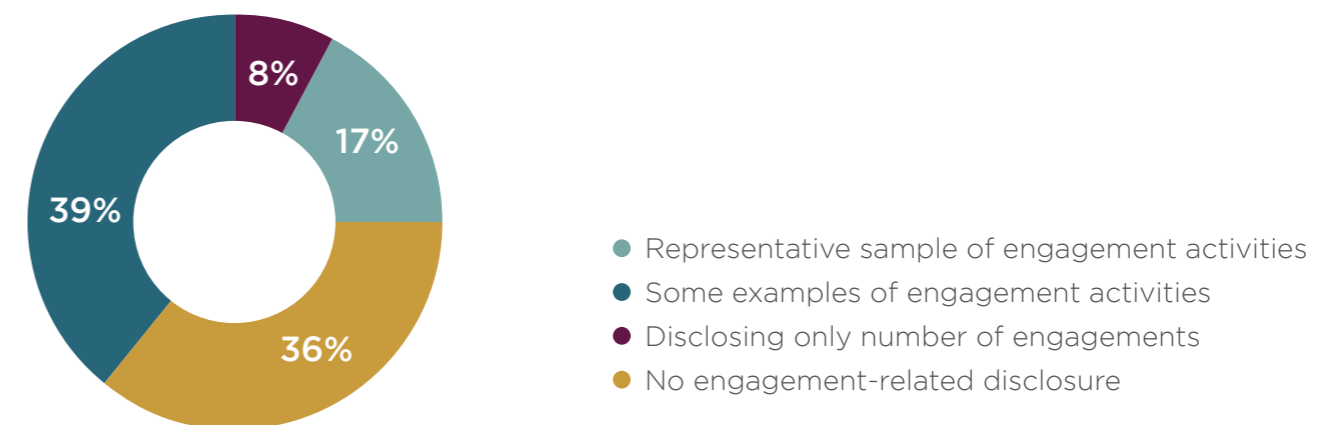 8%
17%
39%
36%
Representative sample of engagement activities
Some examples of engagement activities
Disclosing only number of engagements
No engagement-related disclosure